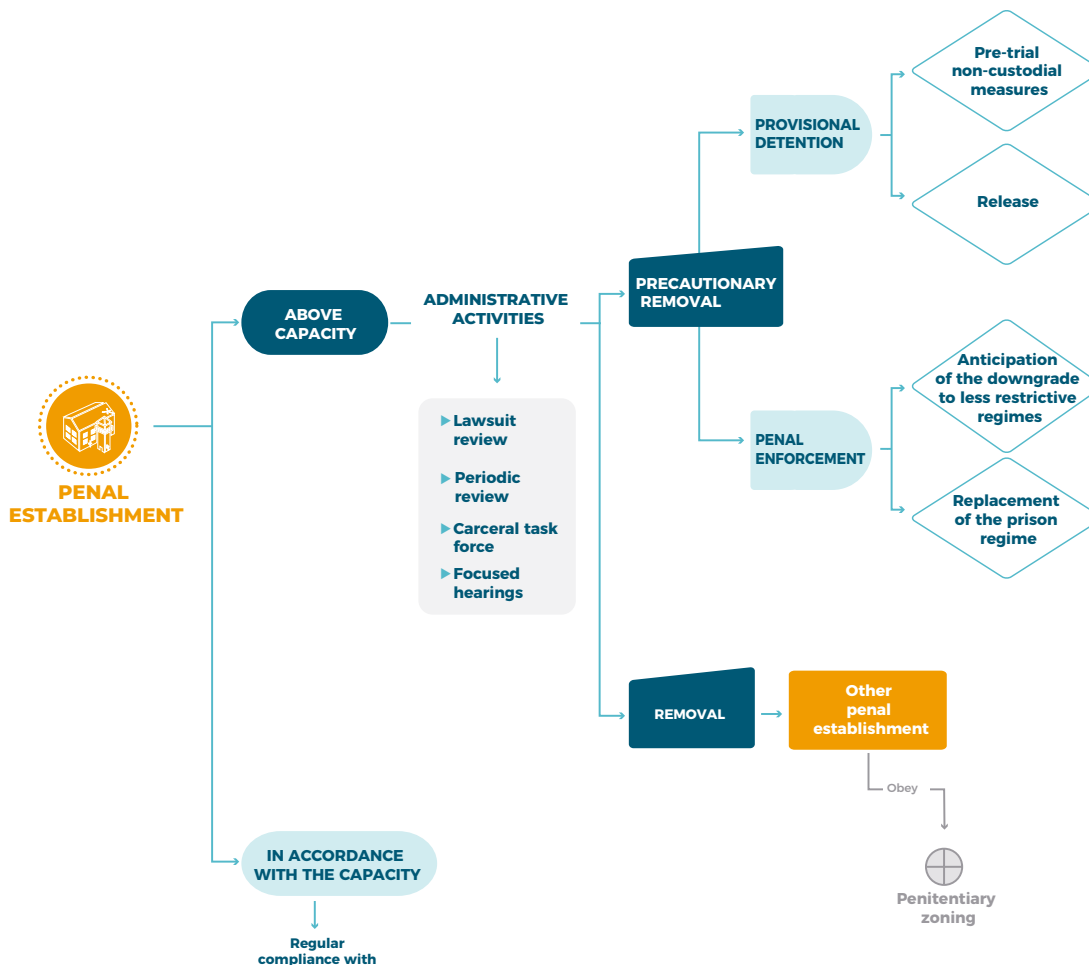 PENAL
ESTABLISHMENT
ABOVE
CAPACITY
ADMINISTRATIVE
ACTIVITIES
Lawsuit
review
Periodic
review
Carceral task
force
Focused
hearings
PRECAUTIONARY
REMOVAL
PROVISIONAL
DETENTION
Pre-trial
non-custodial
measures
Release
PENAL
ENFORCEMENT
Anticipation
of the downgrade
to less restrictive
regimes
Replacement
of the prison
regime
REMOVAL
Other
penal
establishment
Obey
Penitentiary
zoning
IN ACCORDANCE
WITH THE CAPACITY
Regular
compliance with